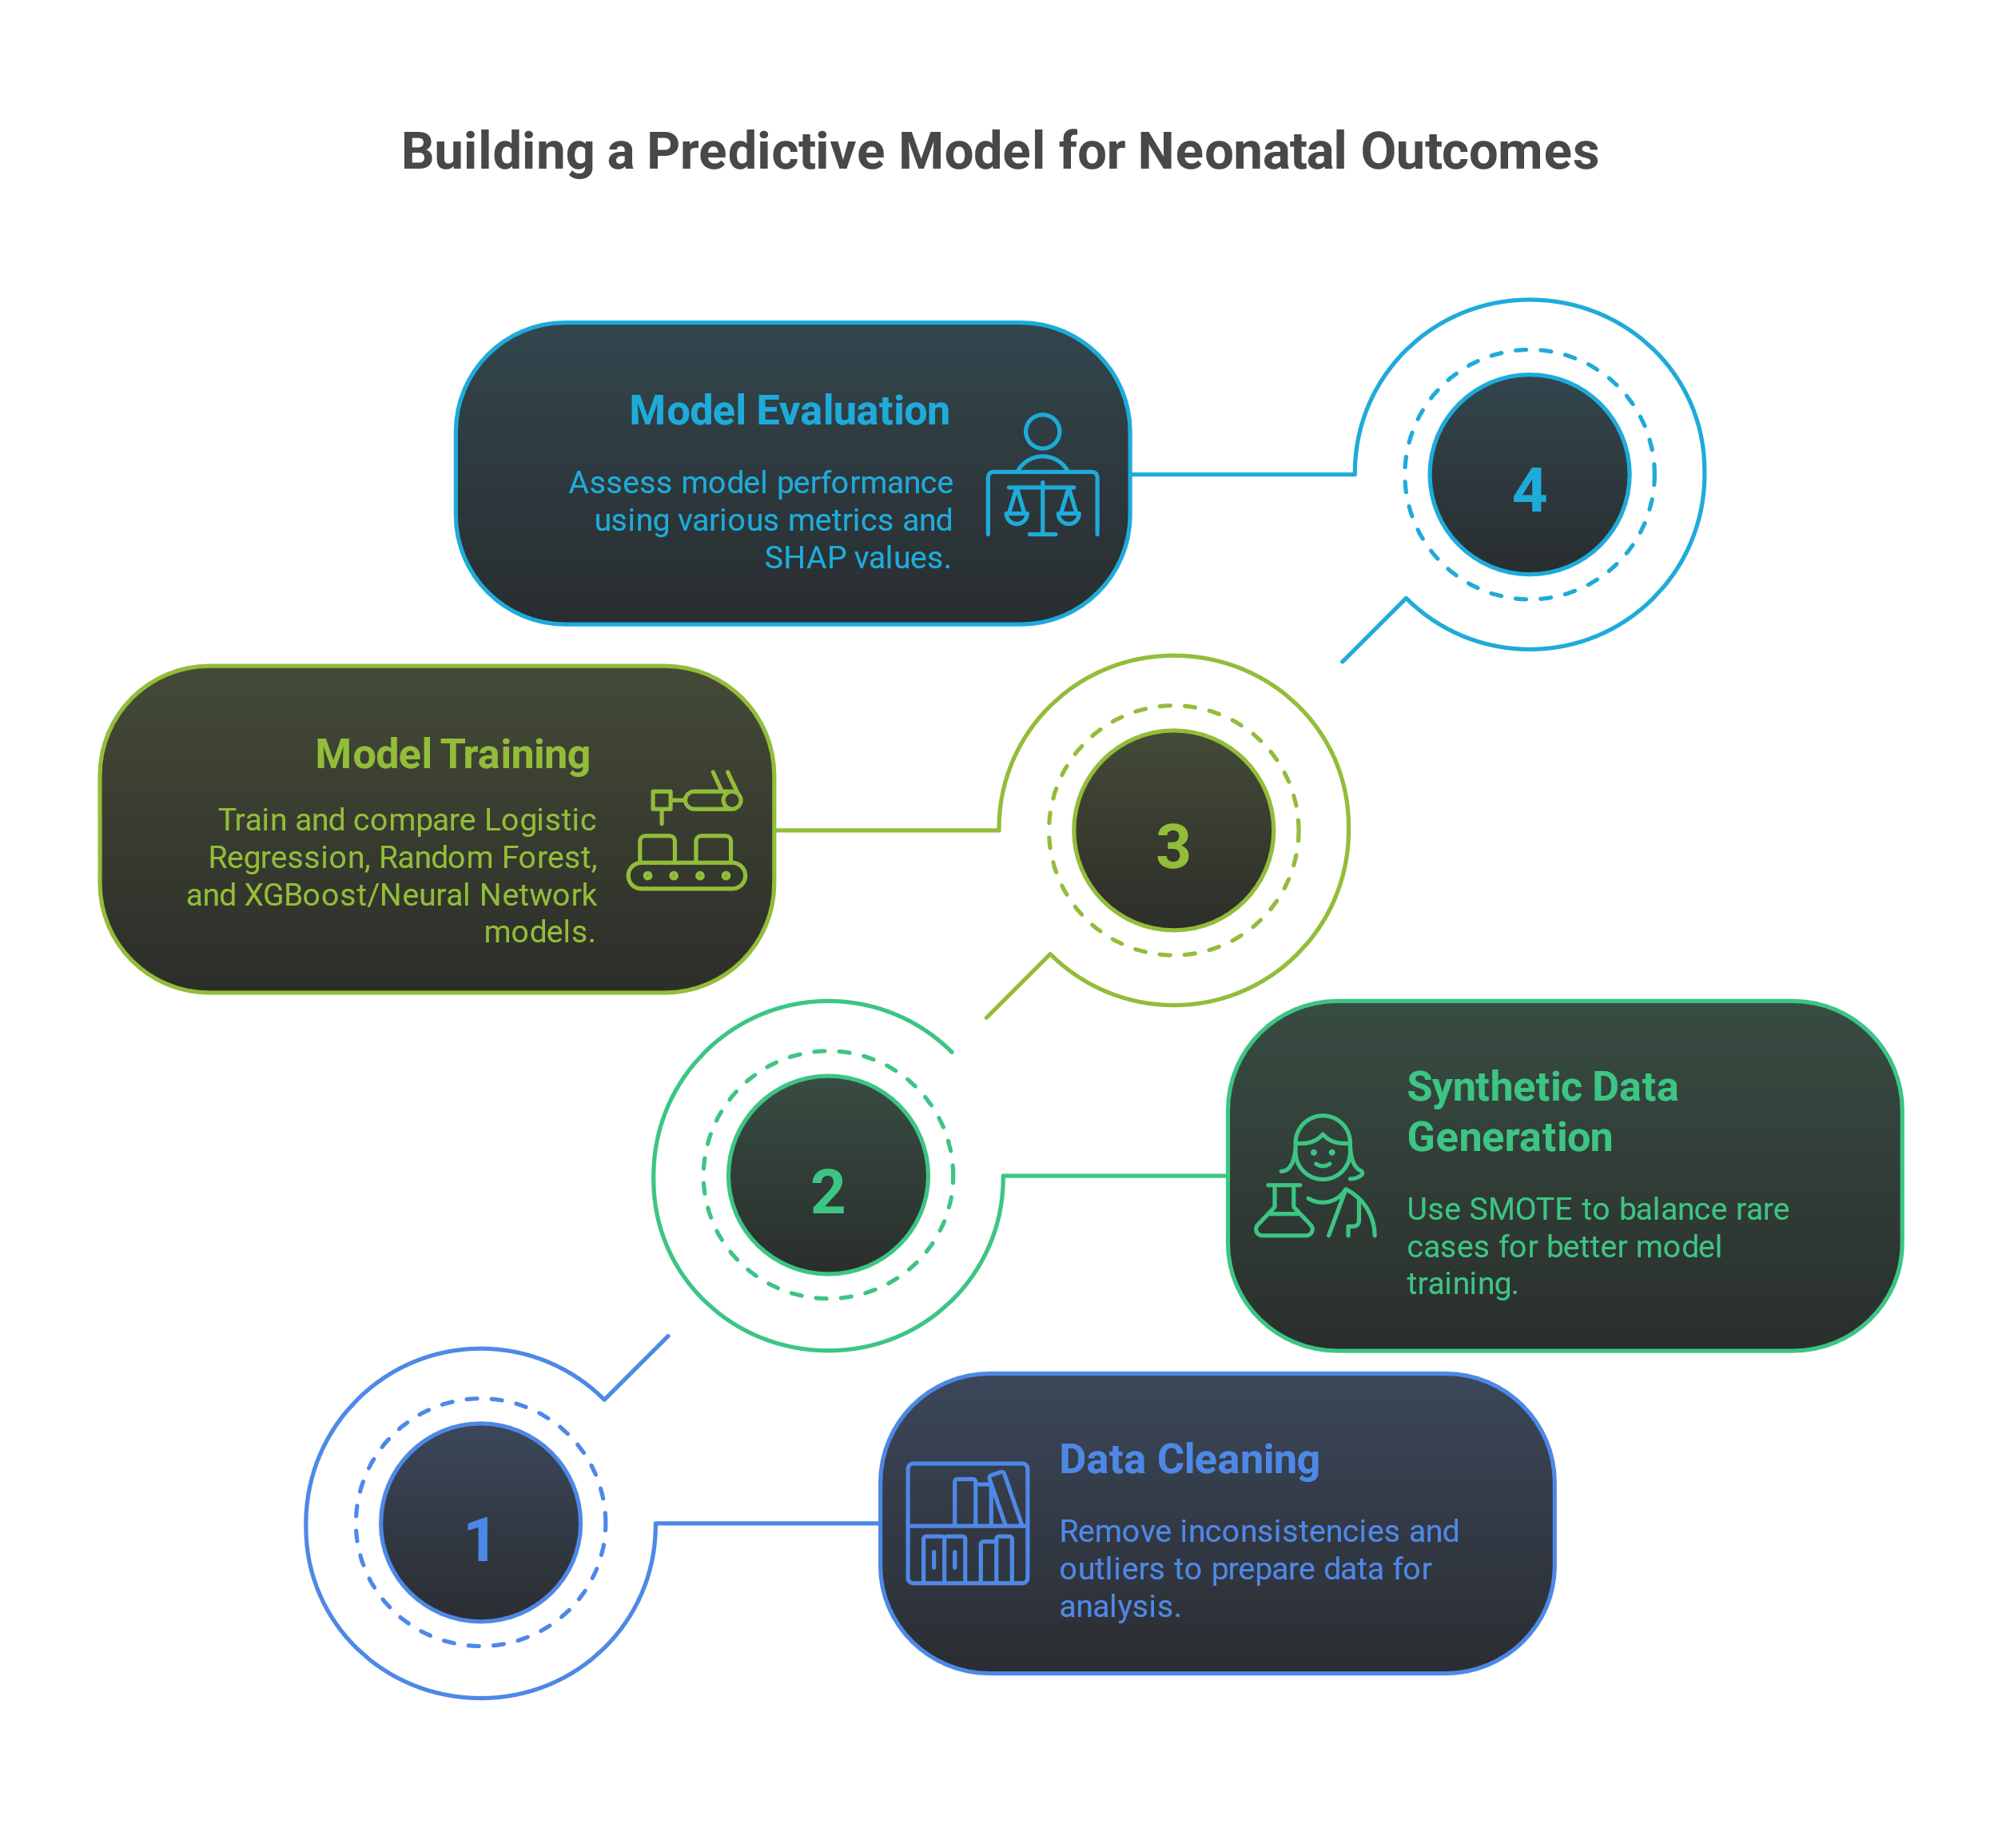 Building a Predictive Model for Neonatal Outcomes
Model Evaluation
Assess model performance
using various metrics and
SHAP values.
4
Model Training
Train and compare Logistic
Regression, Random Forest,
and XGBoost/Neural Network
models.
3
2
Synthetic Data
Generation
Use SMOTE to balance rare
cases for better model
training.
1
Data Cleaning
Remove inconsistencies and
outliers to prepare data for
analysis.